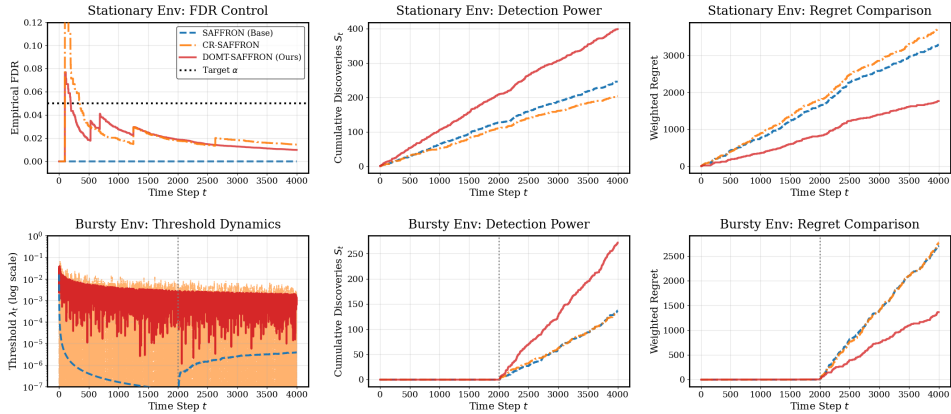 Stationary Env: FDR Control
Empirical FDR
0.12
0.10
0.08
0.06
0.04
0.02
0.00
SAFFRON (Base)
CR-SAFFRON
DOMT-SAFFRON (Ours)
Target α
0 500 1000 1500 2000 2500 3000 3500 4000
Time Step t
Stationary Env: Detection Power
Cumulative Discoveries Sₜ
400
300
200
100
0
0 500 1000 1500 2000 2500 3000 3500 4000
Time Step t
Stationary Env: Regret Comparison
Weighted Regret
3000
2000
1000
0
0 500 1000 1500 2000 2500 3000 3500 4000
Time Step t
Bursty Env: Threshold Dynamics
Threshold λₜ (log scale)
10⁰
10⁻¹
10⁻²
10⁻³
10⁻⁴
10⁻⁵
10⁻⁶
10⁻⁷
0 500 1000 1500 2000 2500 3000 3500 4000
Time Step t
Bursty Env: Detection Power
Cumulative Discoveries Sₜ
250
200
150
100
50
0
0 500 1000 1500 2000 2500 3000 3500 4000
Time Step t
Bursty Env: Regret Comparison
Weighted Regret
2500
2000
1500
1000
500
0
0 500 1000 1500 2000 2500 3000 3500 4000
Time Step t